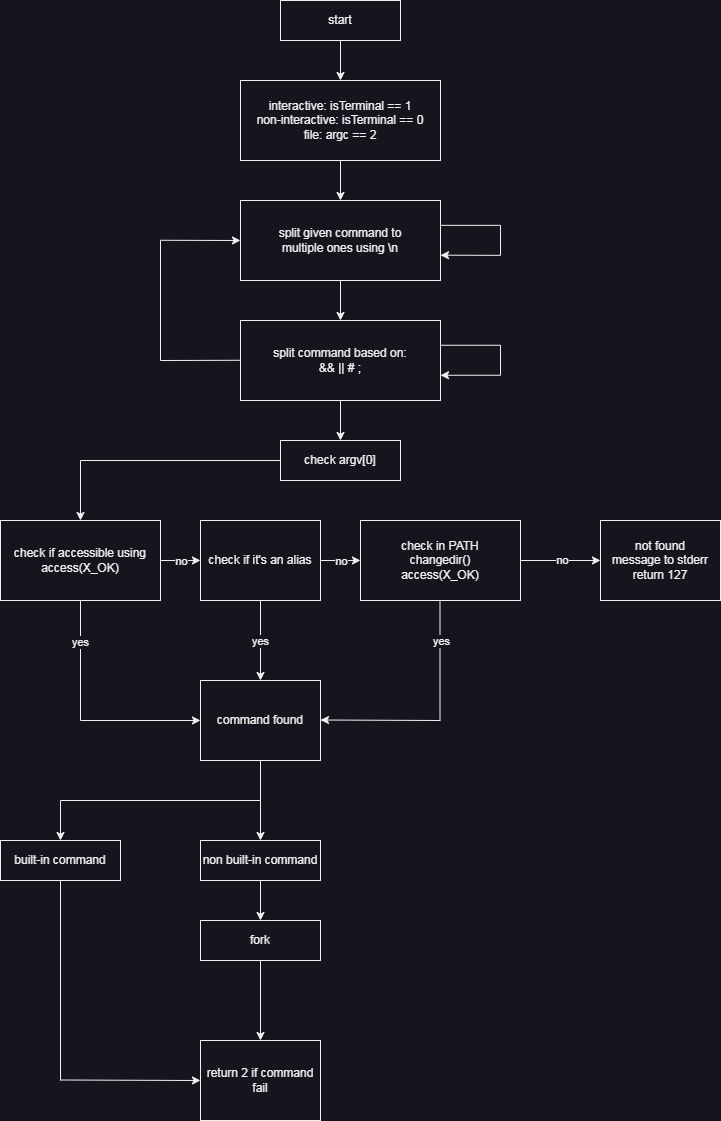 start
interactive: isTerminal == 1
non-interactive: isTerminal == 0
file: argc == 2
split given command to
multiple ones using \n
split command based on:
&& || # ;
check argv[0]
check if accessible using
access(X_OK)
no
check if it's an alias
no
check in PATH
changedir()
access(X_OK)
no
not found
message to stderr
return 127
yes
yes
yes
command found
built-in command
non built-in command
fork
return 2 if command
fail